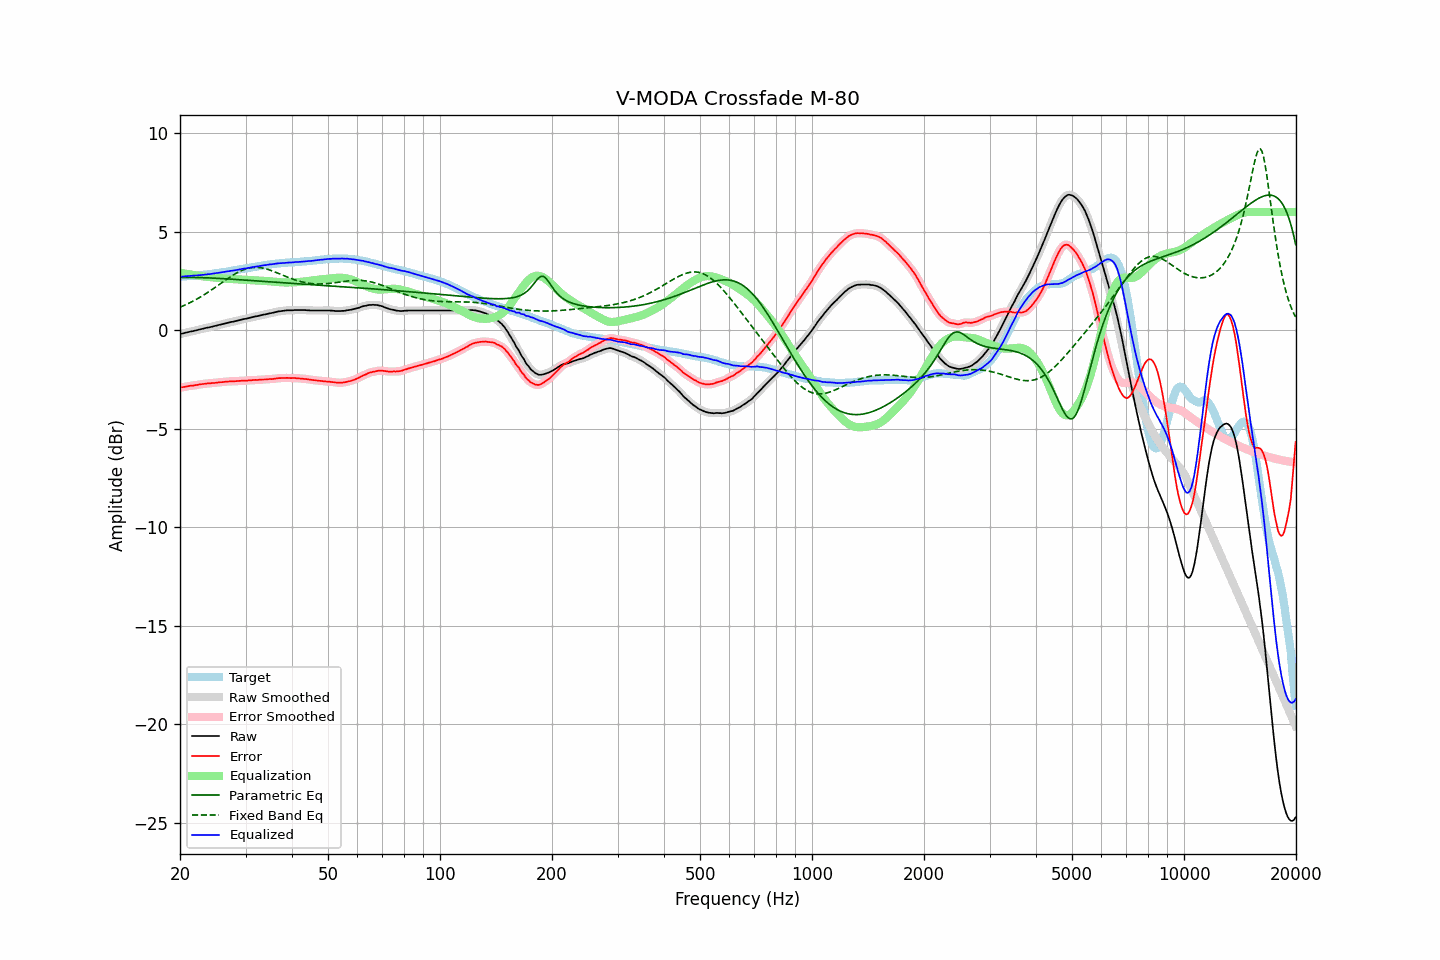 V-MODA Crossfade M-80
Amplitude (dBr)
10
5
0
−5
−10
−15
−20
−25
Target
Raw Smoothed
Error Smoothed
Raw
Error
Equalization
Parametric Eq
Fixed Band Eq
Equalized
20
50
100
200
500
1000
2000
5000
10000
20000
Frequency (Hz)